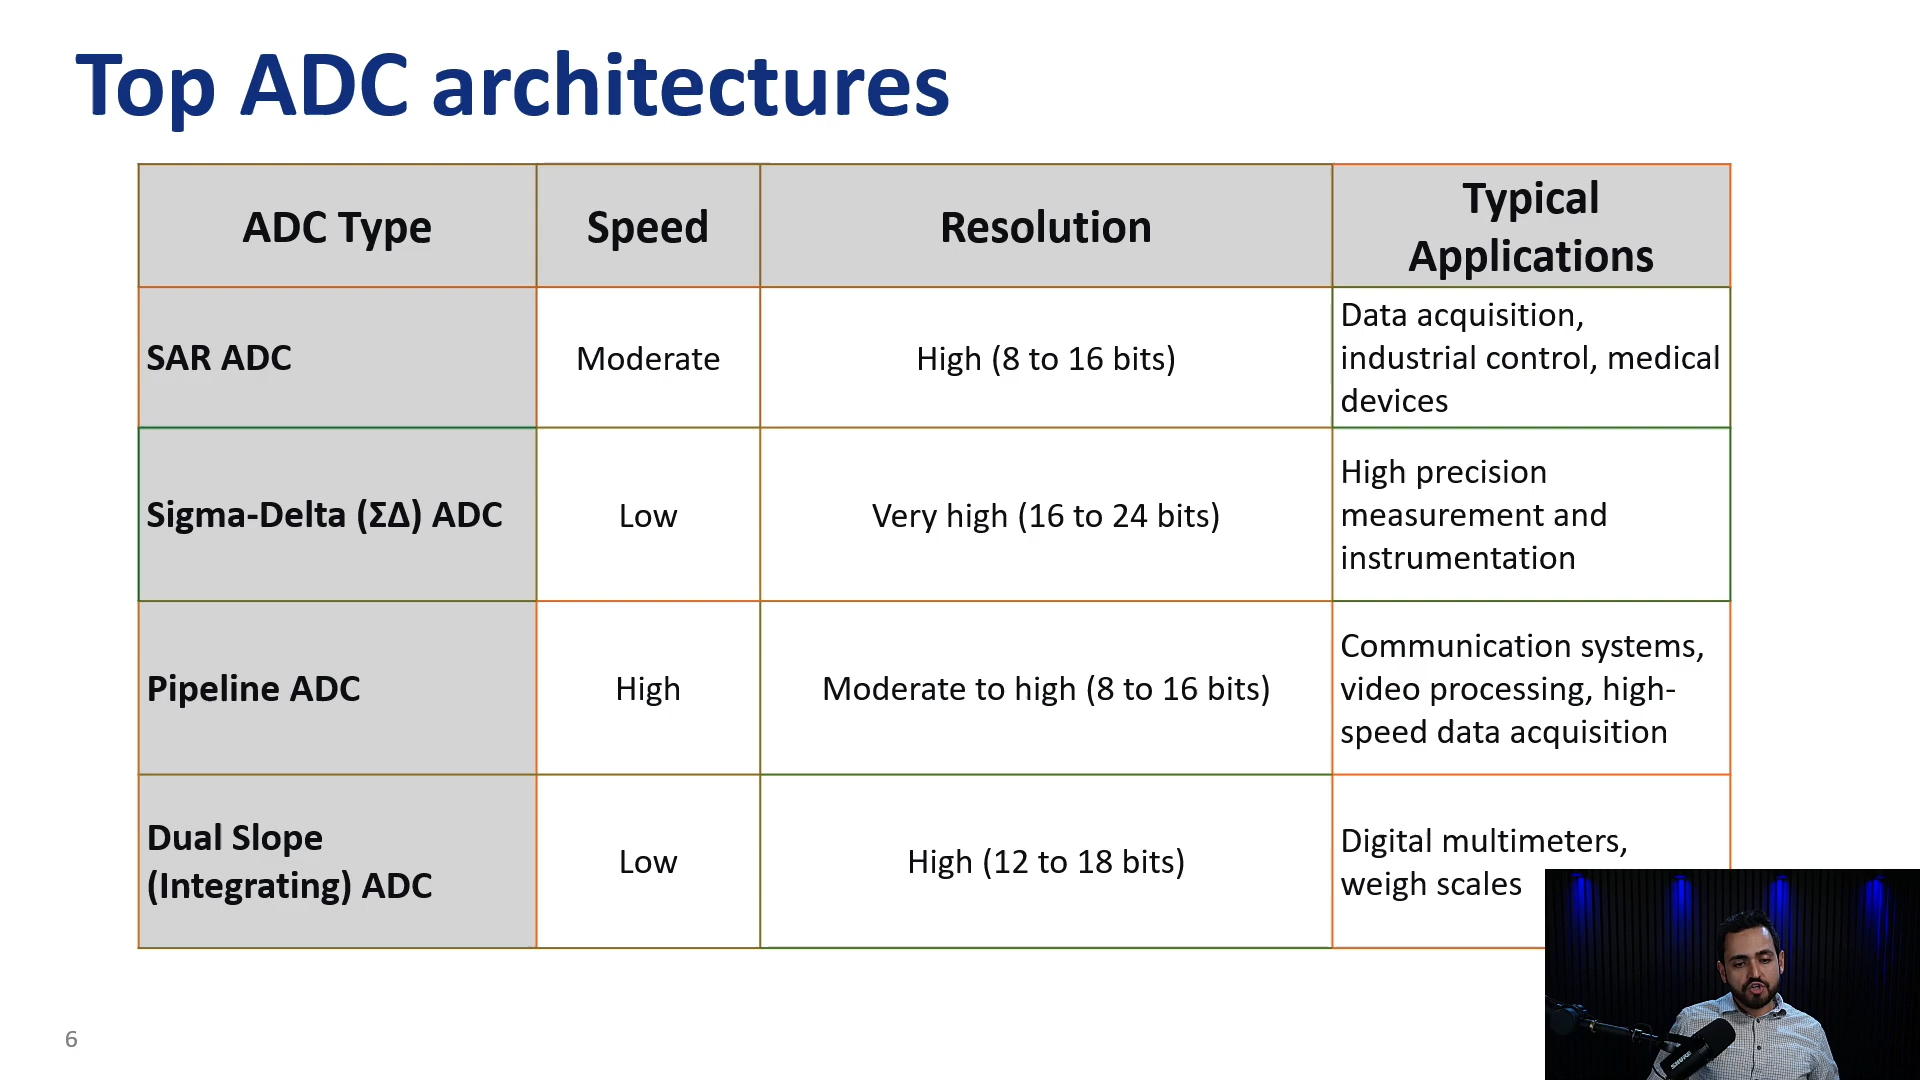 Top ADC architectures
ADC Type
Speed
Resolution
Typical
Applications
SAR ADC
Moderate
High (8 to 16 bits)
Data acquisition,
industrial control, medical
devices
Sigma-Delta (ΣΔ) ADC
Low
Very high (16 to 24 bits)
High precision
measurement and
instrumentation
Pipeline ADC
High
Moderate to high (8 to 16 bits)
Communication systems,
video processing, high-
speed data acquisition
Dual Slope
(Integrating) ADC
Low
High (12 to 18 bits)
Digital multimeters,
weigh scales
6
SHURE